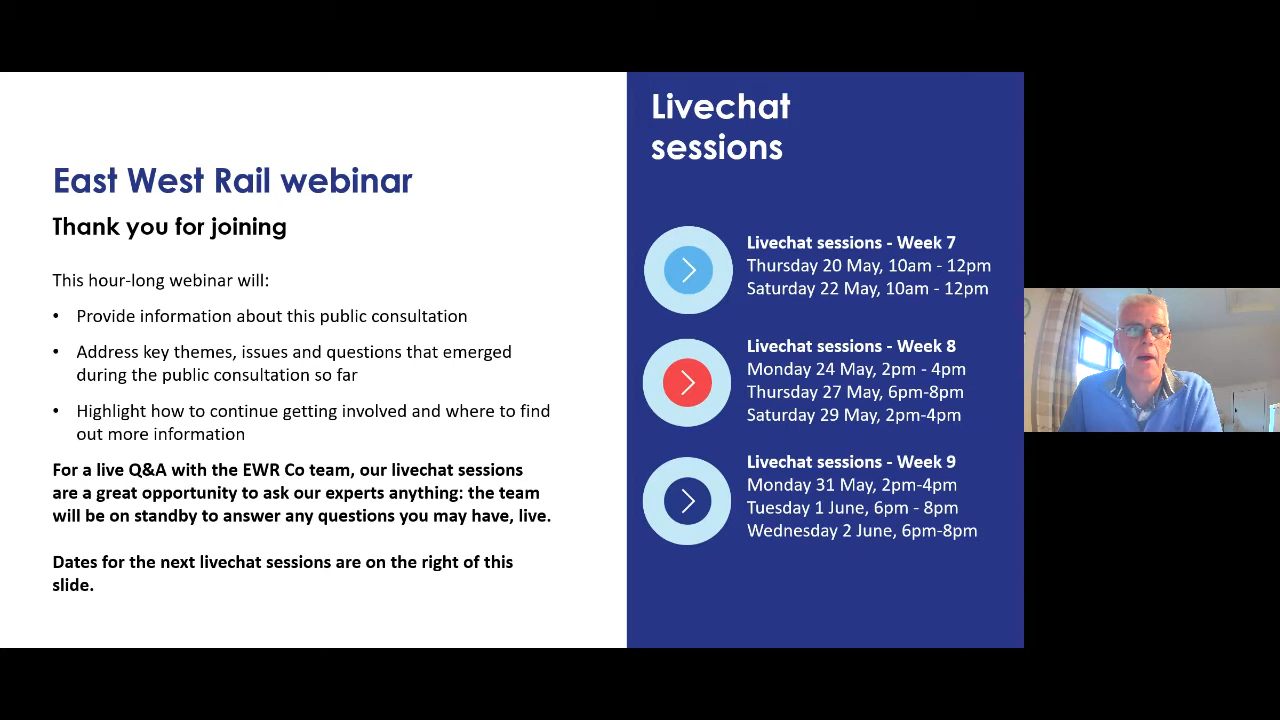 East West Rail webinar
Thank you for joining
This hour-long webinar will:
• Provide information about this public consultation
• Address key themes, issues and questions that emerged
during the public consultation so far
• Highlight how to continue getting involved and where to find
out more information
For a live Q&A with the EWR Co team, our livechat sessions
are a great opportunity to ask our experts anything: the team
will be on standby to answer any questions you may have, live.
Dates for the next livechat sessions are on the right of this
slide.
Livechat
sessions
Livechat sessions - Week 7
Thursday 20 May, 10am - 12pm
Saturday 22 May, 10am - 12pm
Livechat sessions - Week 8
Monday 24 May, 2pm - 4pm
Thursday 27 May, 6pm-8pm
Saturday 29 May, 2pm-4pm
Livechat sessions - Week 9
Monday 31 May, 2pm-4pm
Tuesday 1 June, 6pm - 8pm
Wednesday 2 June, 6pm-8pm